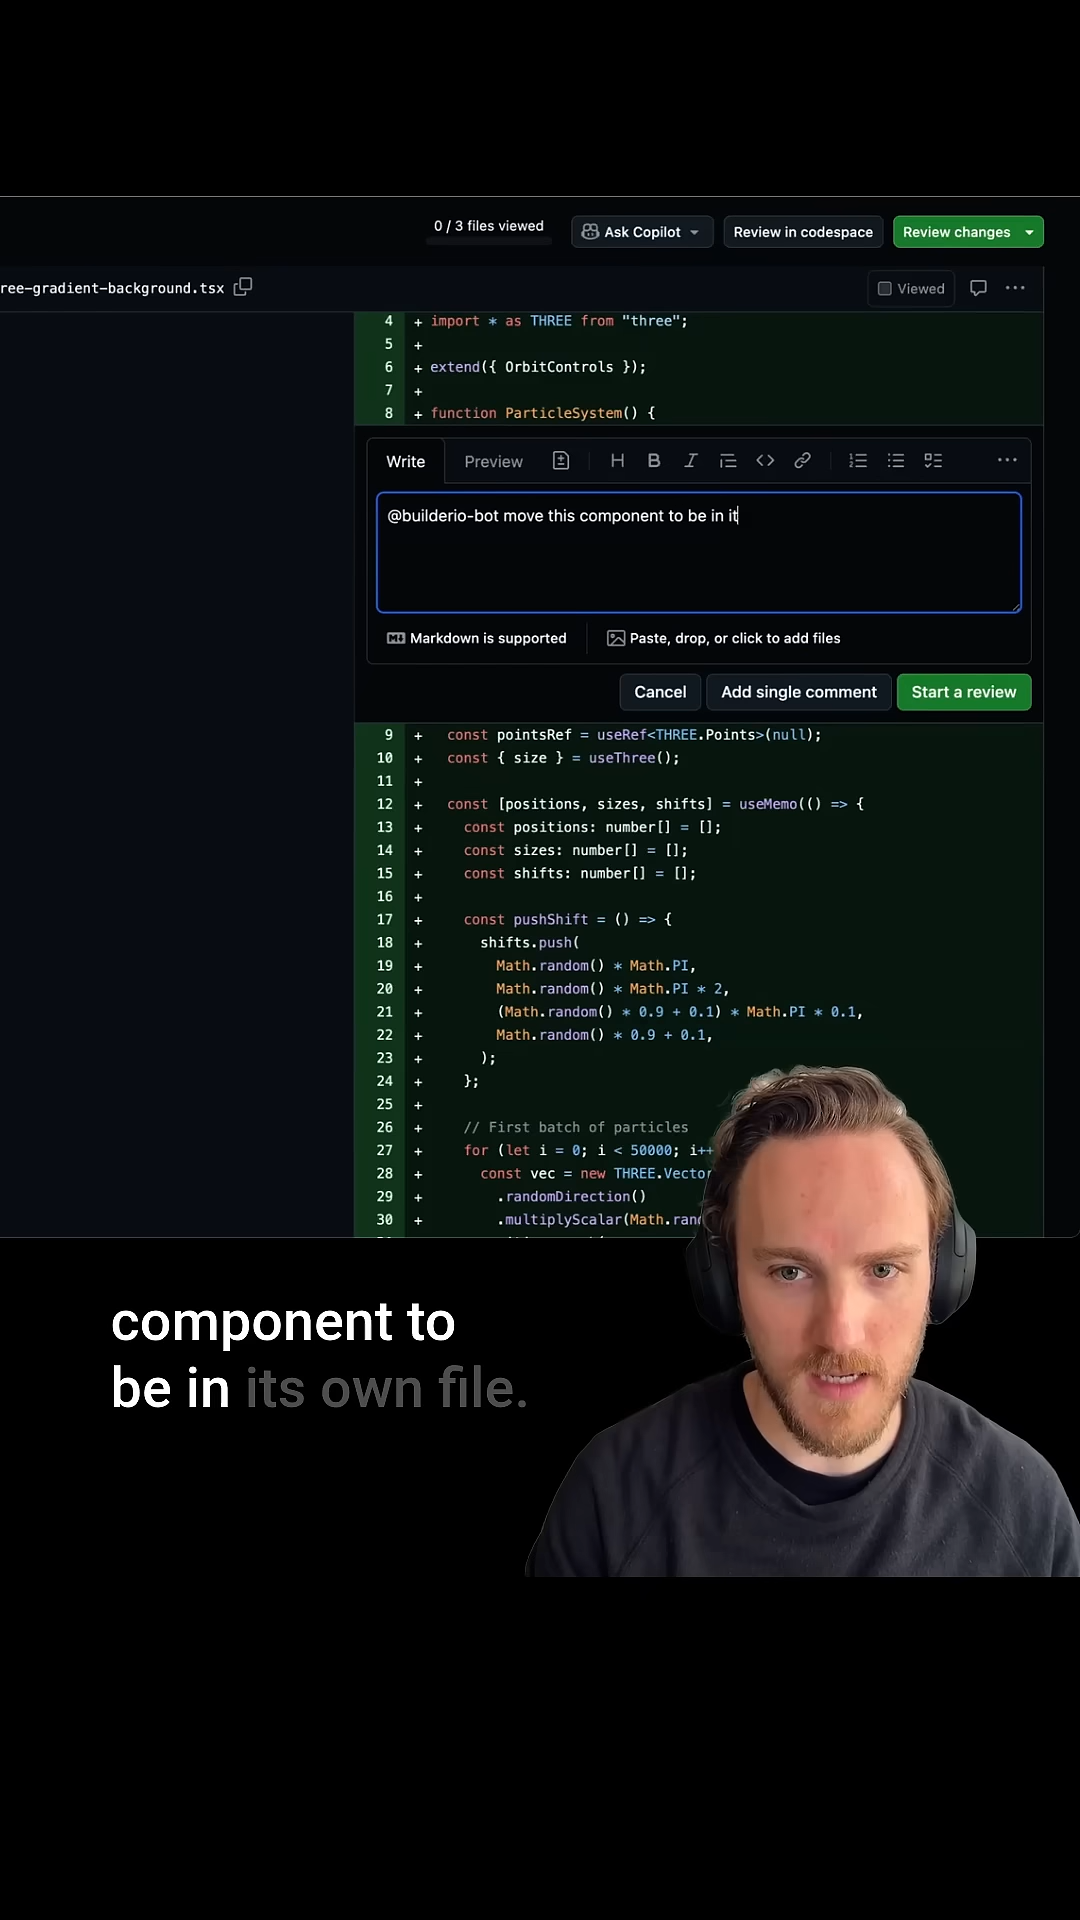 0 / 3 files viewed
Ask Copilot
Review in codespace
Review changes
ree-gradient-background.tsx
Viewed
4 + import * as THREE from "three";
5 +
6 + extend({ OrbitControls });
7 +
8 + function ParticleSystem() {
Write Preview H B I
@builderio-bot move this component to be in it
Markdown is supported
Paste, drop, or click to add files
Cancel
Add single comment
Start a review
9 + const pointsRef = useRef<THREE.Points>(null);
10 + const { size } = useThree();
11 +
12 + const [positions, sizes, shifts] = useMemo(() => {
13 + const positions: number[] = [];
14 + const sizes: number[] = [];
15 + const shifts: number[] = [];
16 +
17 + const pushShift = () => {
18 + shifts.push(
19 + Math.random() * Math.PI,
20 + Math.random() * Math.PI * 2,
21 + (Math.random() * 0.9 + 0.1) * Math.PI * 0.1,
22 + Math.random() * 0.9 + 0.1,
23 + );
24 + };
25 +
26 + // First batch of particles
27 + for (let i = 0; i < 50000; i++
28 + const vec = new THREE.Vector
29 + .randomDirection()
30 + .multiplyScalar(Math.ran
component to
be in its own file.